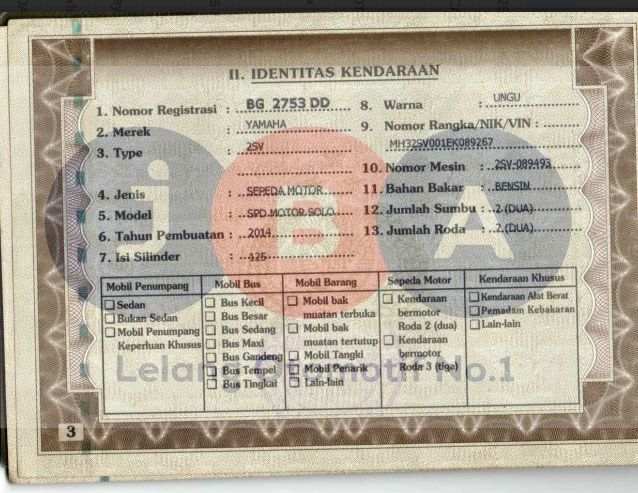 II. IDENTITAS KENDARAAN
1. Nomor Registrasi : BG 2753 DD
2. Merek : YAMAHA
3. Type : 2SV
4. Jenis : SEPEDA MOTOR
5. Model : SPD.MOTOR SOLO
6. Tahun Pembuatan : 2014
7. Isi Silinder : 125
8. Warna : UNGU
9. Nomor Rangka/NIK/VIN :
MH32SV001EK089267
10. Nomor Mesin : 2SV-089493
11. Bahan Bakar : BENSIN
12. Jumlah Sumbu : 2 (DUA)
13. Jumlah Roda : 2 (DUA)
Mobil Penumpang
Sedan
Bukan Sedan
Mobil Penumpang
Keperluan Khusus
Mobil Bus
Bus Kecil
Bus Besar
Bus Sedang
Bus Maxi
Bus Gandeng
Bus Tempel
Bus Tingkat
Mobil Barang
Mobil bak
muatan terbuka
Mobil bak
muatan tertutup
Mobil Tangki
Mobil Penarik
Lain-lain
Sepeda Motor
Kendaraan
bermotor
Roda 2 (dua)
Kendaraan
bermotor
Roda 3 (tiga)
Kendaraan Khusus
Kendaraan Alat Berat
Pemadam Kebakaran
Lain-lain
j B A
Lelang Otomotif No.1
3